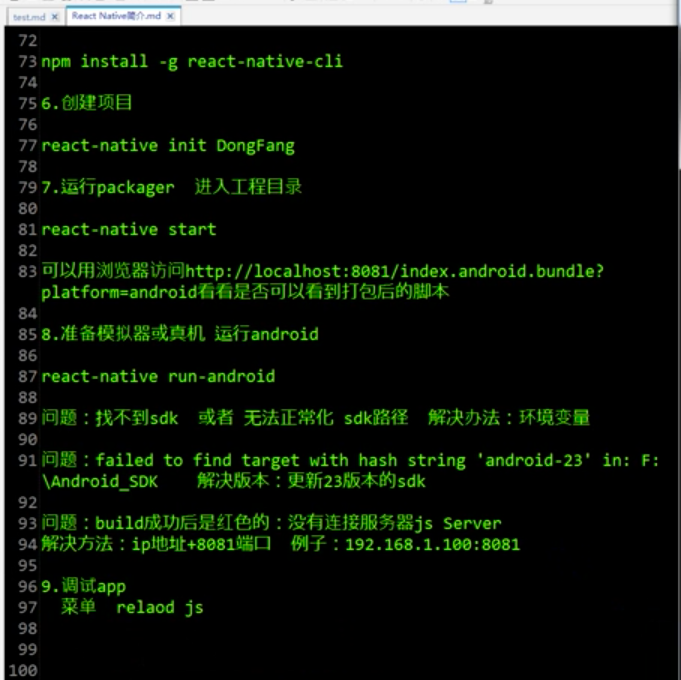 test.md
React Native简介.md
72
73 npm install -g react-native-cli
74
75 6.创建项目
76
77 react-native init DongFang
78
79 7.运行packager  进入工程目录
80
81 react-native start
82
83 可以用浏览器访问http://localhost:8081/index.android.bundle?
platform=android看看是否可以看到打包后的脚本
84
85 8.准备模拟器或真机 运行android
86
87 react-native run-android
88
89 问题：找不到sdk  或者 无法正常化 sdk路径  解决办法：环境变量
90
91 问题：failed to find target with hash string 'android-23' in: F:
\Android_SDK    解决版本：更新23版本的sdk
92
93 问题：build成功后是红色的：没有连接服务器js Server
94 解决方法：ip地址+8081端口  例子：192.168.1.100:8081
95
96 9.调试app
97   菜单  relaod js
98
99
100